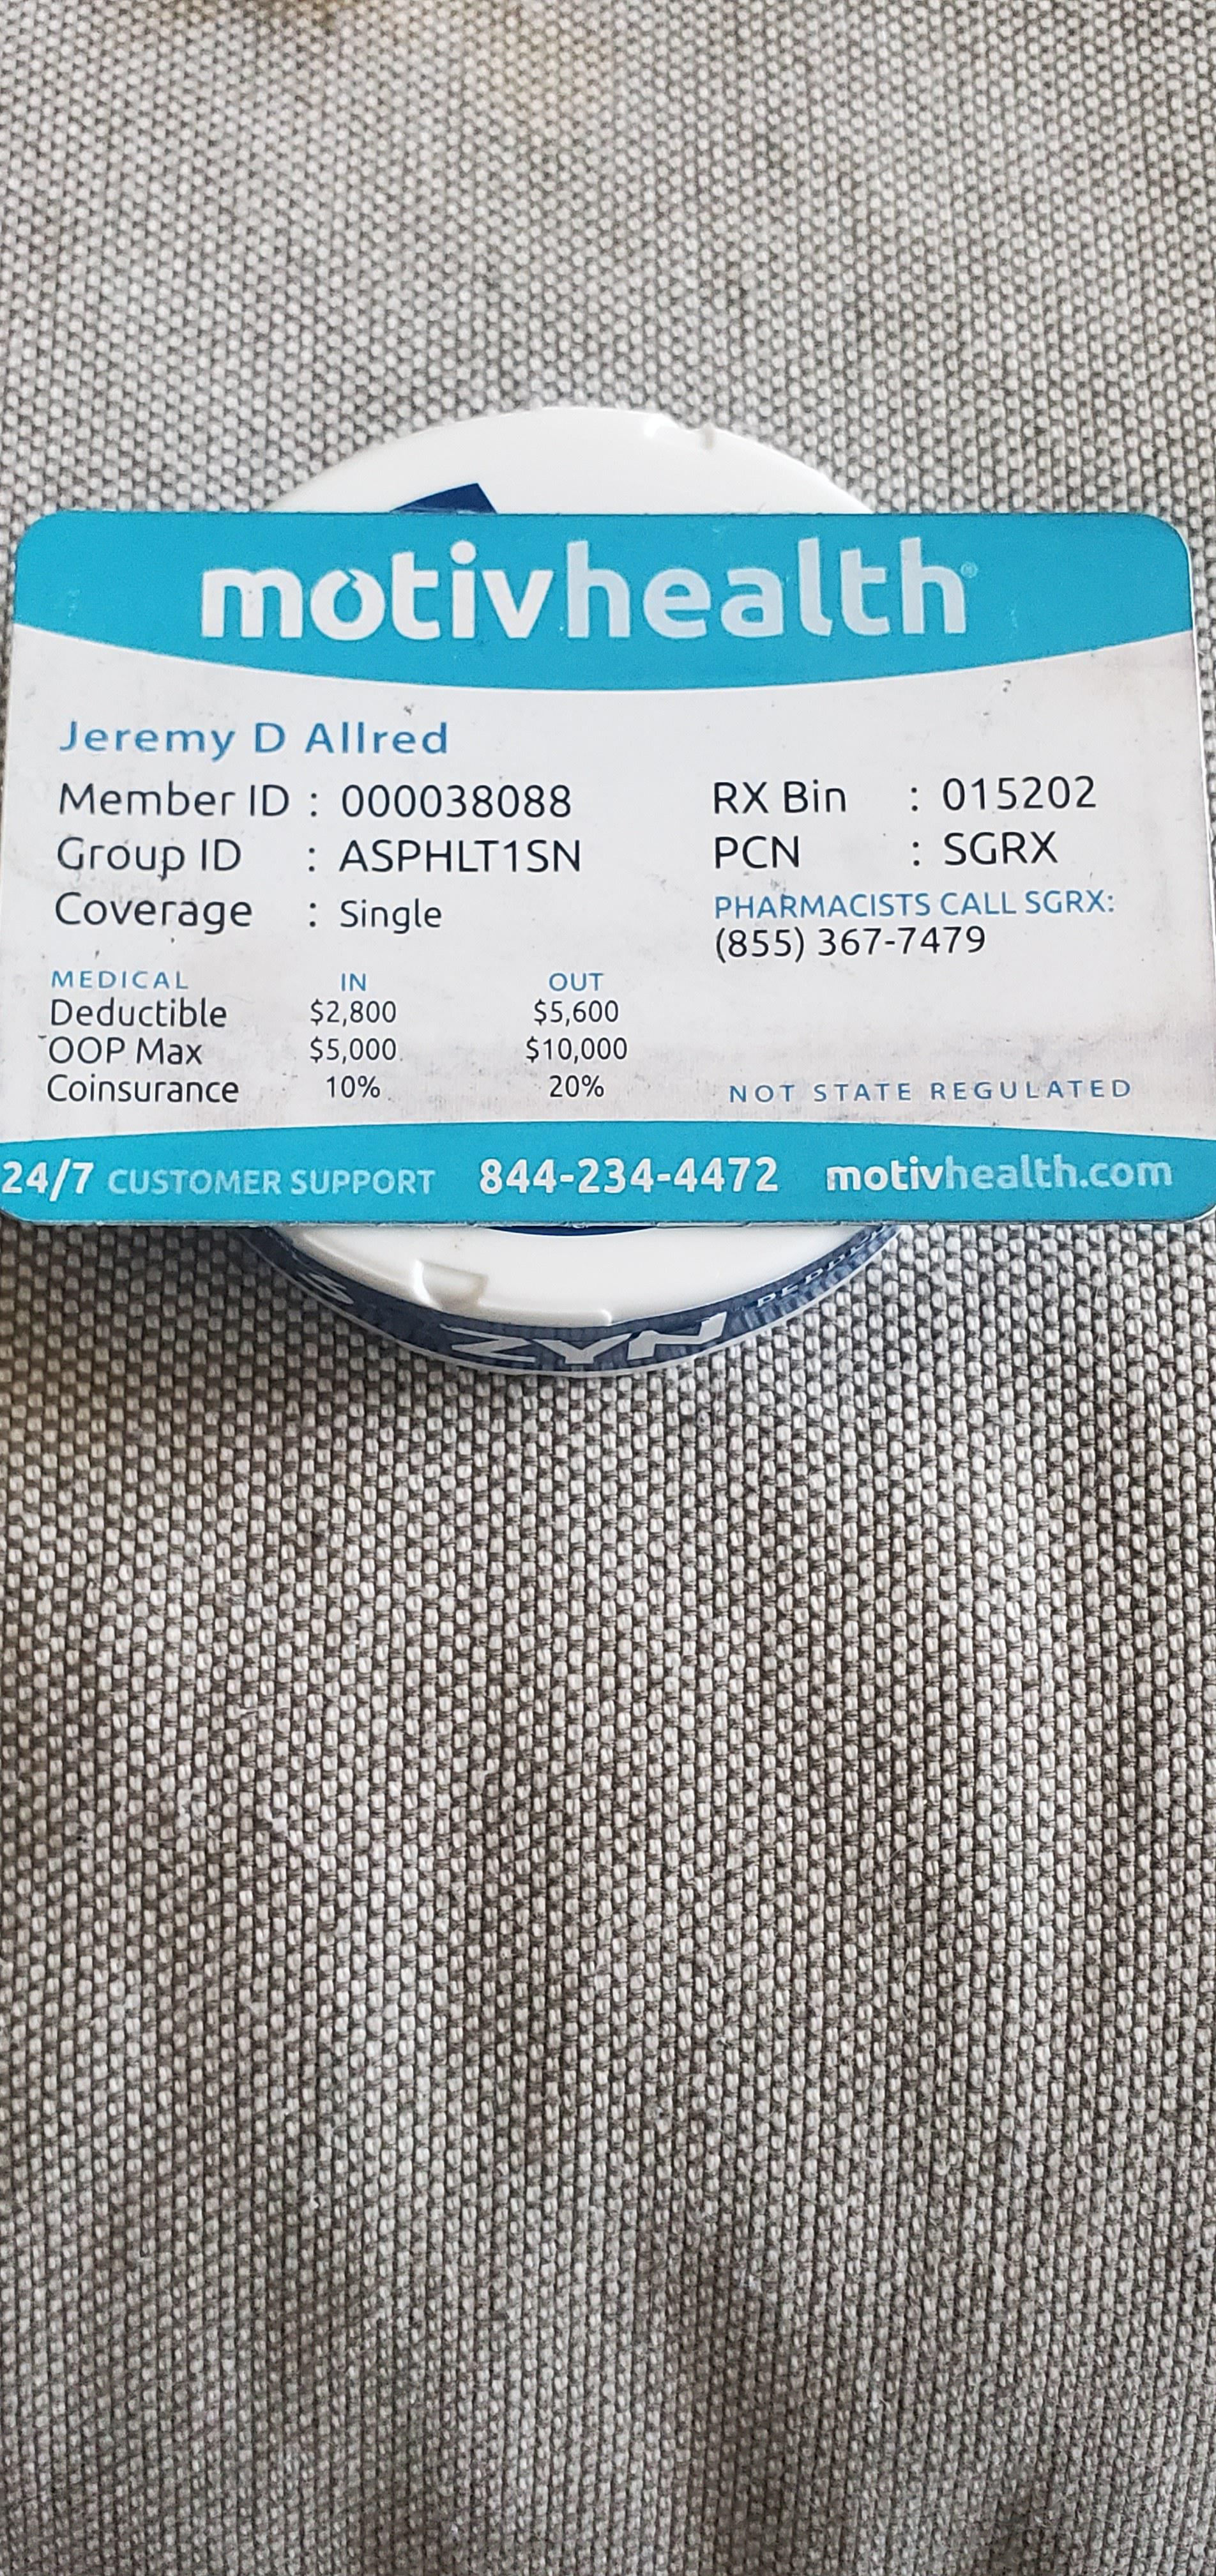 motivhealth®
Jeremy D Allred
Member ID : 000038088
Group ID : ASPHLT1SN
Coverage : Single
RX Bin : 015202
PCN : SGRX
PHARMACISTS CALL SGRX:
(855) 367-7479
MEDICAL IN OUT
Deductible $2,800 $5,600
OOP Max $5,000 $10,000
Coinsurance 10% 20%
NOT STATE REGULATED
24/7 CUSTOMER SUPPORT 844-234-4472 motivhealth.com
ZYN